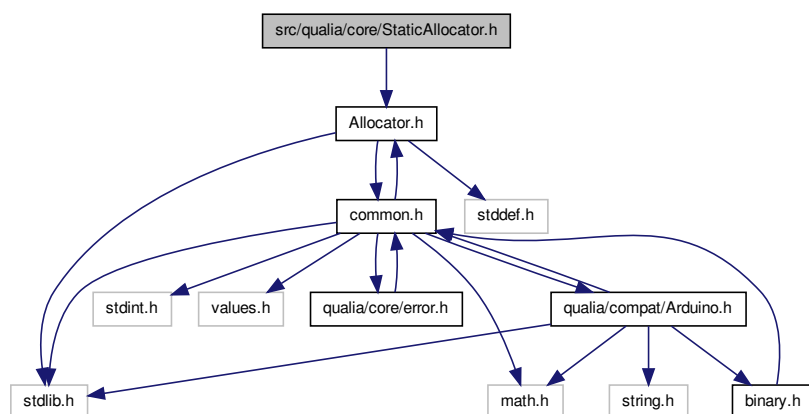 src/qualia/core/StaticAllocator.h
Allocator.h
common.h
stddef.h
stdint.h
values.h
qualia/core/error.h
qualia/compat/Arduino.h
stdlib.h
math.h
string.h
binary.h